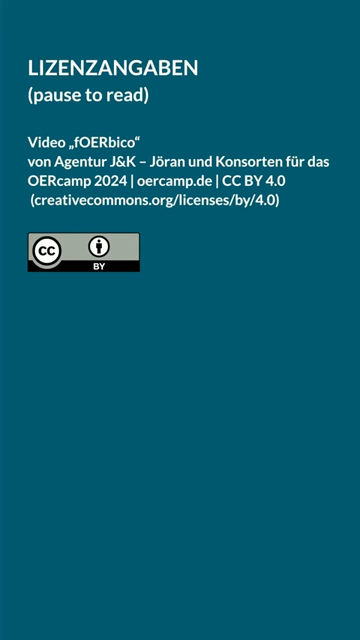 LIZENZANGABEN
(pause to read)
Video „fOERbico“
von Agentur J&K – Jöran und Konsorten für das
OERcamp 2024 | oercamp.de | CC BY 4.0
(creativecommons.org/licenses/by/4.0)
CC
BY